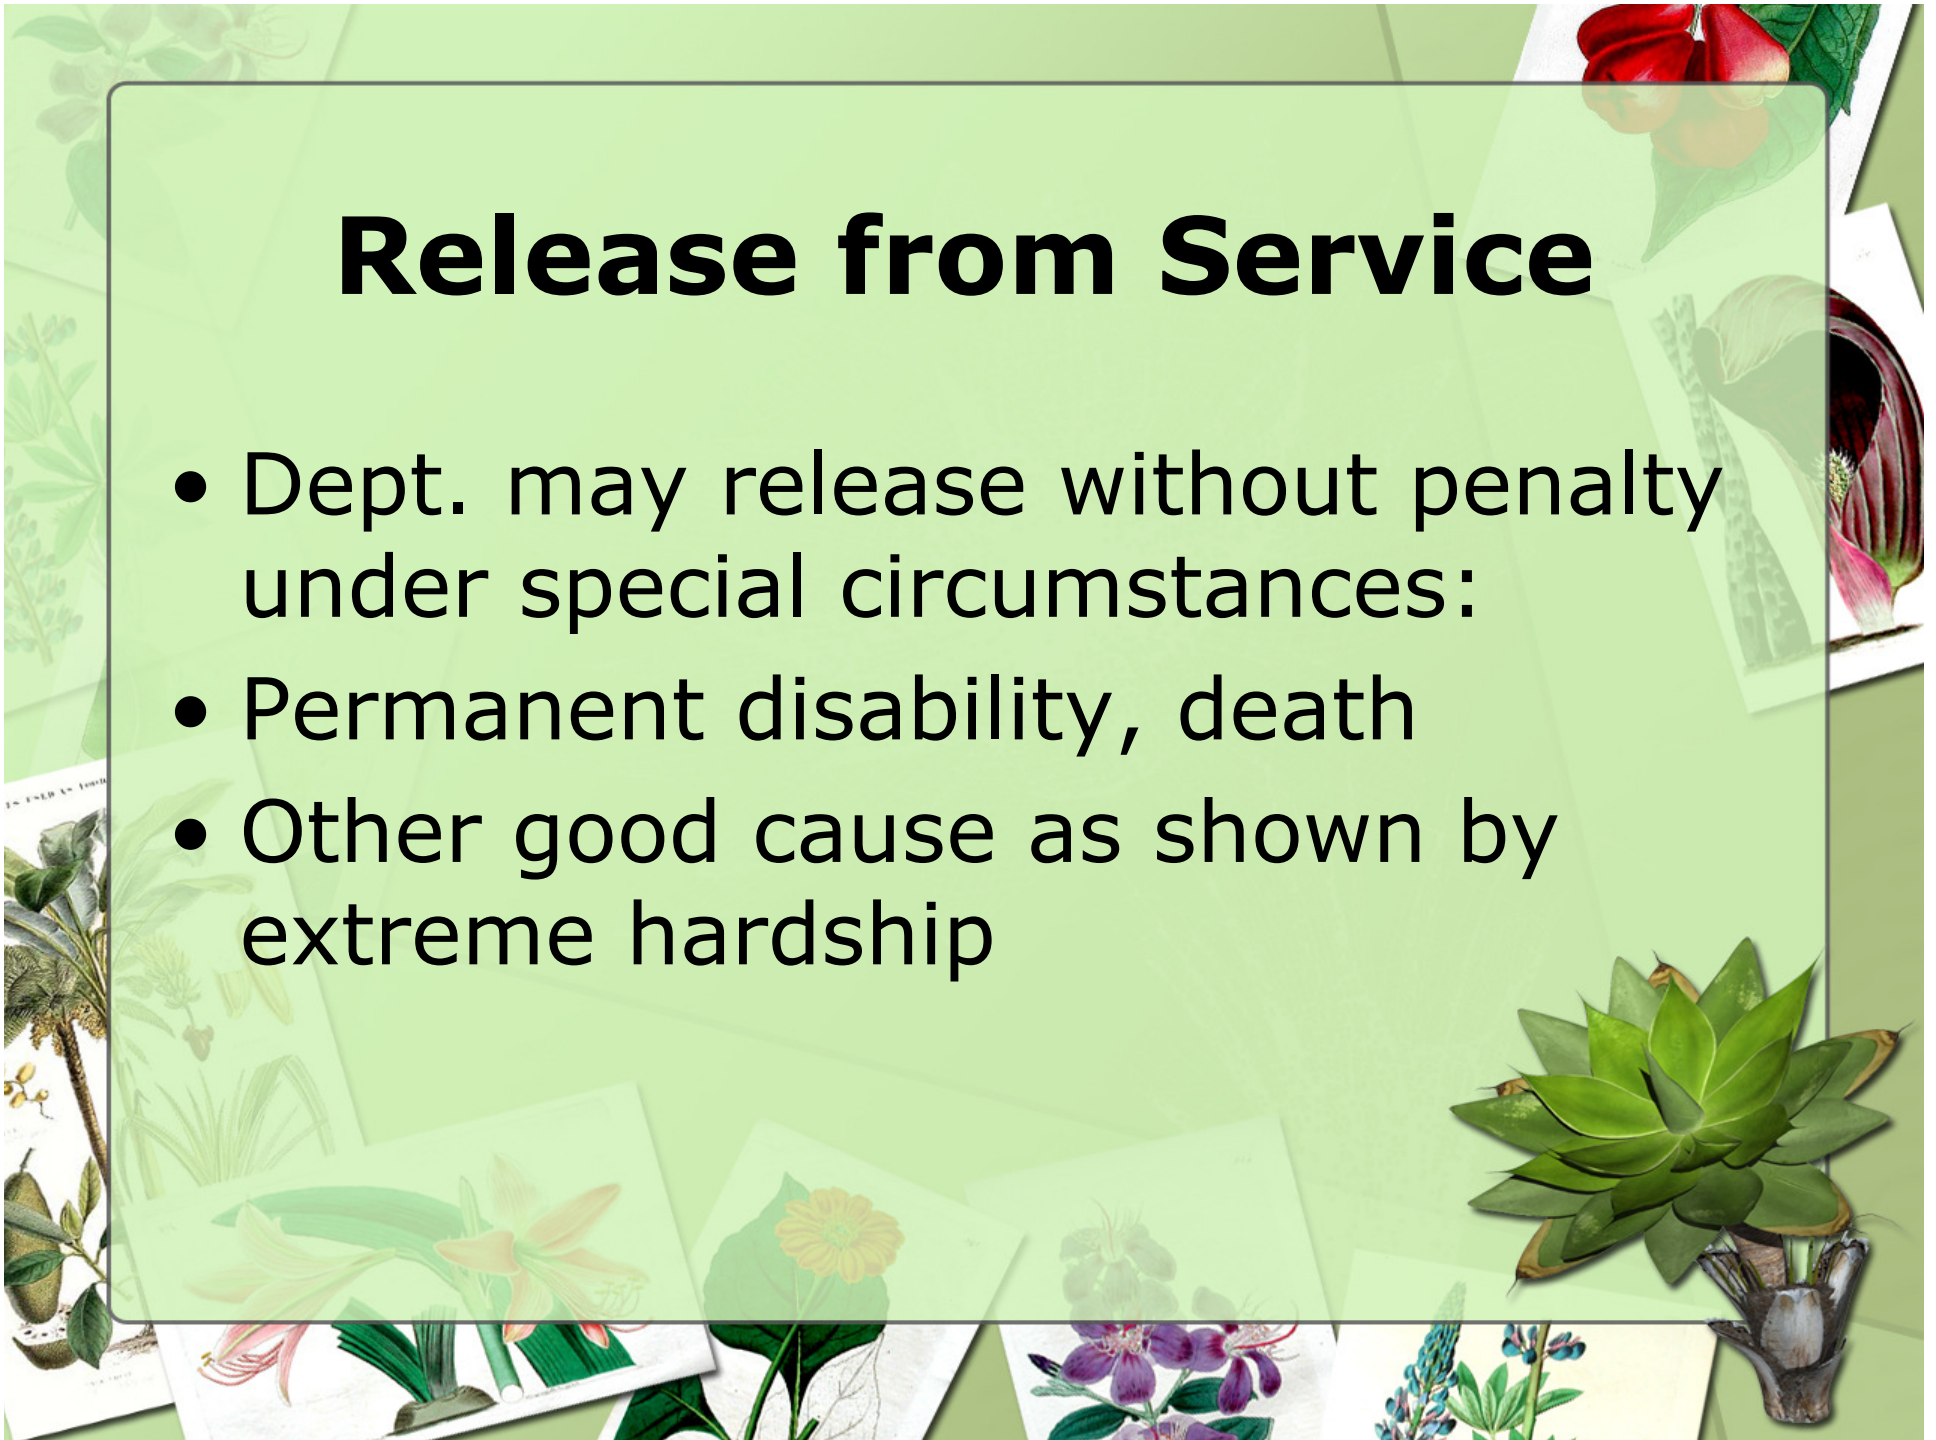 Release from Service
• Dept. may release without penalty
under special circumstances:
• Permanent disability, death
• Other good cause as shown by
extreme hardship